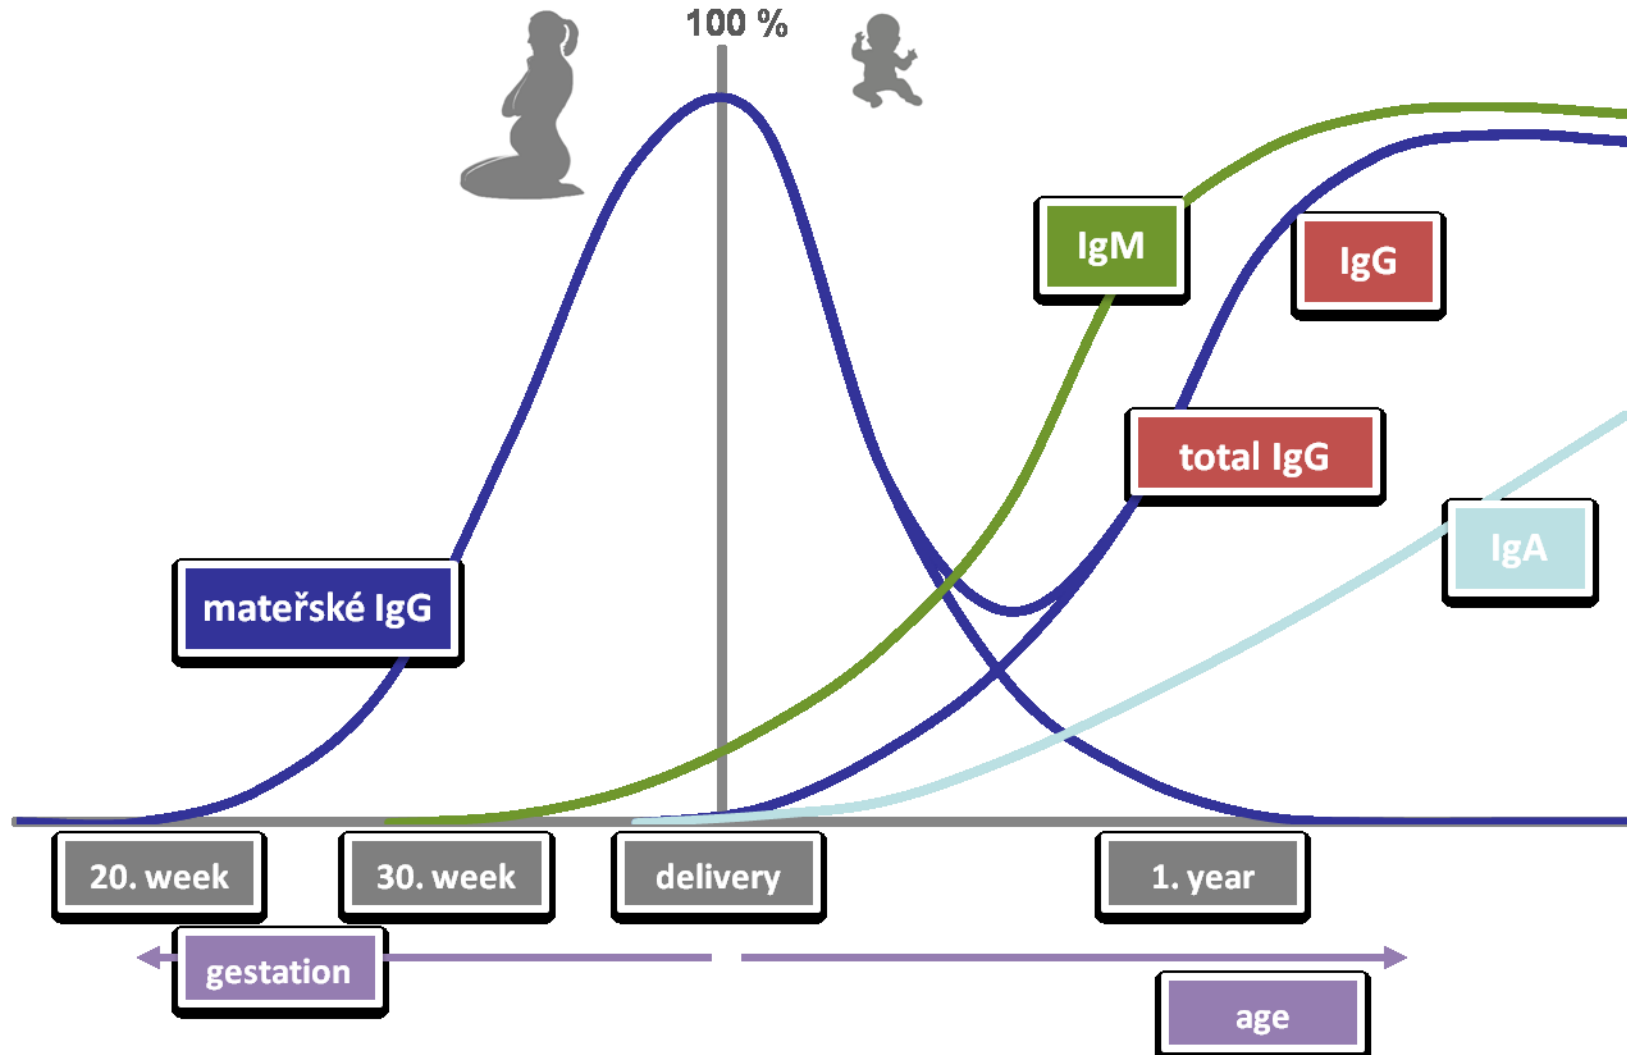 100 %
IgM
IgG
total IgG
IgA
mateřské IgG
20. week
30. week
delivery
1. year
gestation
age